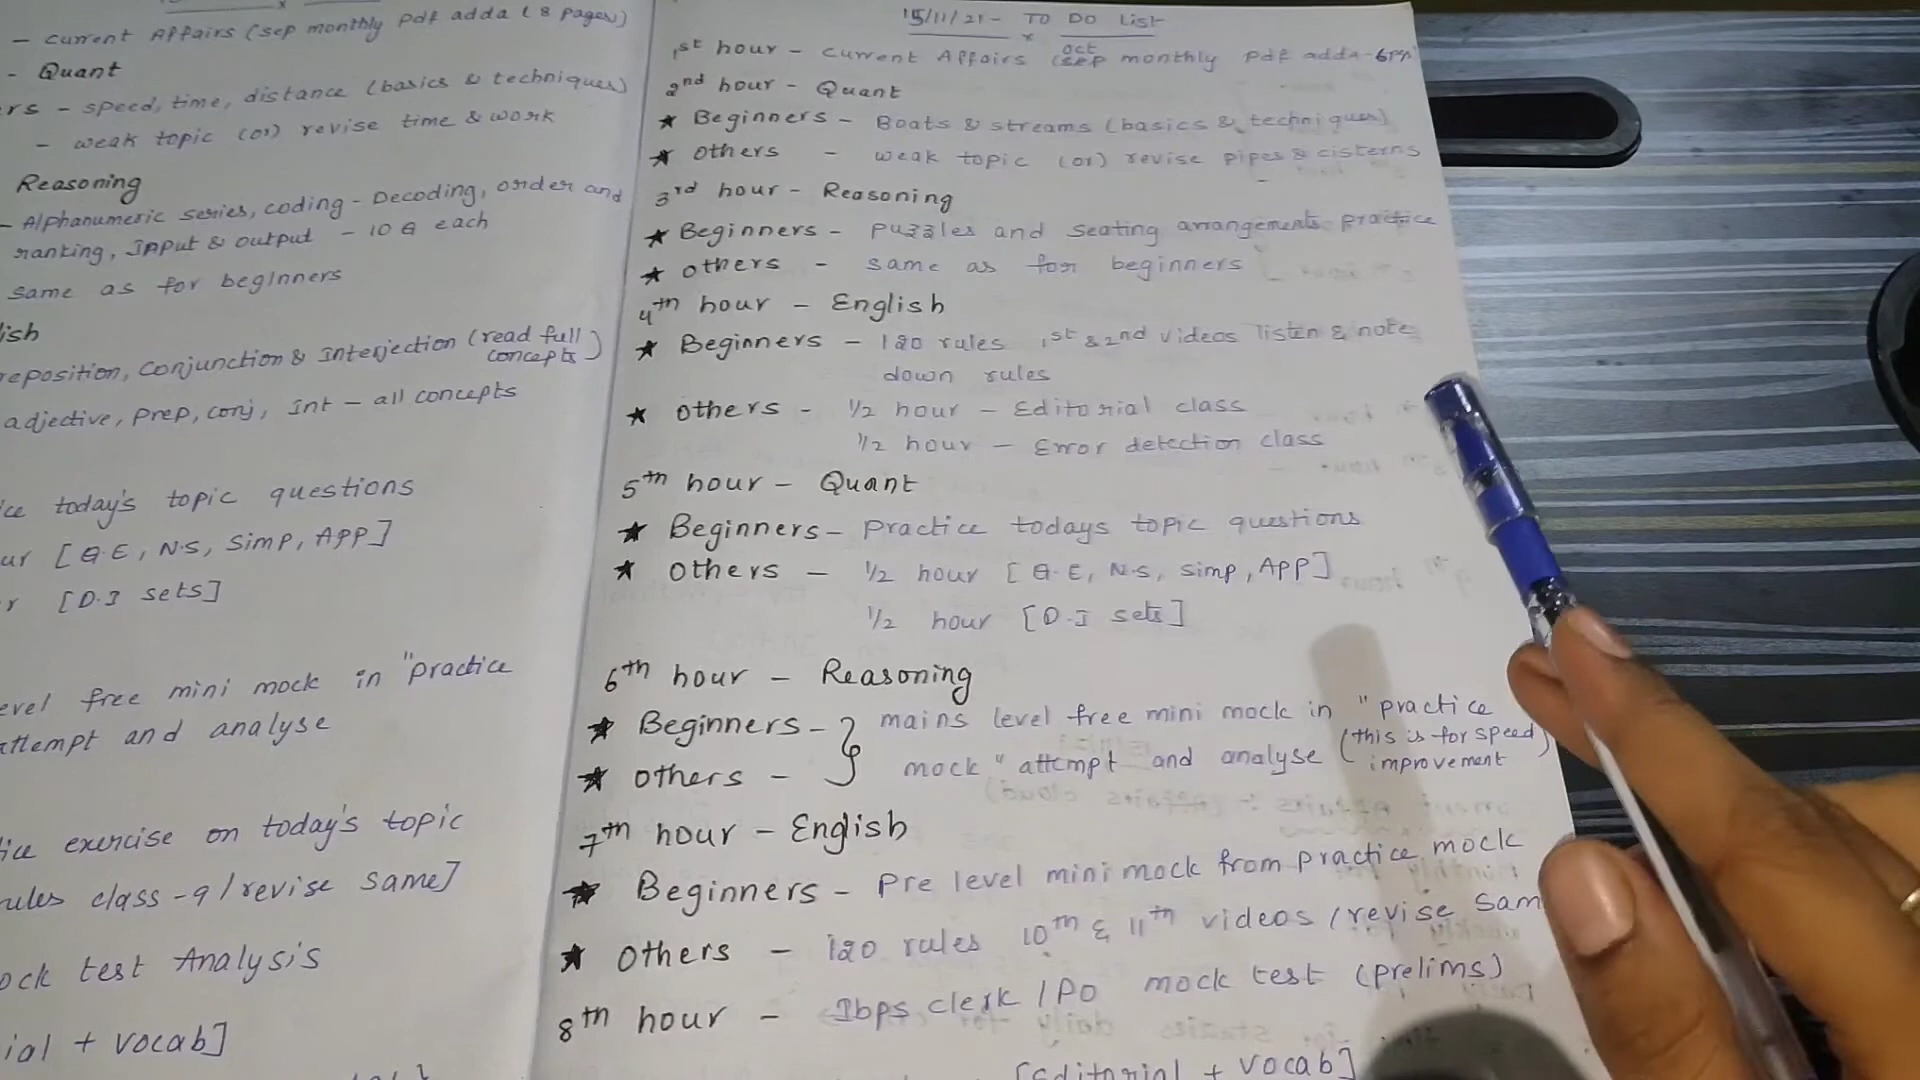 - Current Affairs (sep monthly pdf adda (8 pages)
- Quant
rs - speed, time, distance (basics & techniques)
- weak topic (or) revise time & work
Reasoning
- Alphanumeric series, coding - Decoding, order and
ranking, Input & output - 10 Q each
same as for beginners
ish
reposition, Conjunction & Interjection (read full concepts)
adjective, prep, conj, Int - all concepts
ice today's topic questions
ur [Q.E, N.S, Simp, App]
r [D.I sets]
evel free mini mock in "practice
attempt and analyse
ice exercise on today's topic
rules class-9/revise same]
ock test Analysis
ial + vocab]
15/11/21 - TO DO List
1st hour - Current Affairs (sep oct monthly pdf adda - 6
2nd hour - Quant
★ Beginners - Boats & streams (basics & techniques)
★ others - weak topic (or) revise pipes & cisterns
3rd hour - Reasoning
★ Beginners - puzzles and seating arrangements practice
★ others - same as for beginners
4th hour - English
★ Beginners - 120 rules 1st & 2nd videos listen & note
down rules
★ others - 1/2 hour - Editorial class
1/2 hour - Error detection class
5th hour - Quant
★ Beginners - practice todays topic questions
★ others - 1/2 hour [Q.E, N.S, simp, App]
1/2 hour [D.I sets]
6th hour - Reasoning
★ Beginners - } mains level free mini mock in "practice
★ others - } mock" attempt and analyse (this is for speed improvement
7th hour - English
★ Beginners - Pre level mini mock from practice mock
★ others - 120 rules 10th & 11th videos /revise sam
8th hour - Ibps clerk /PO mock test (prelims)
[editorial + vocab]